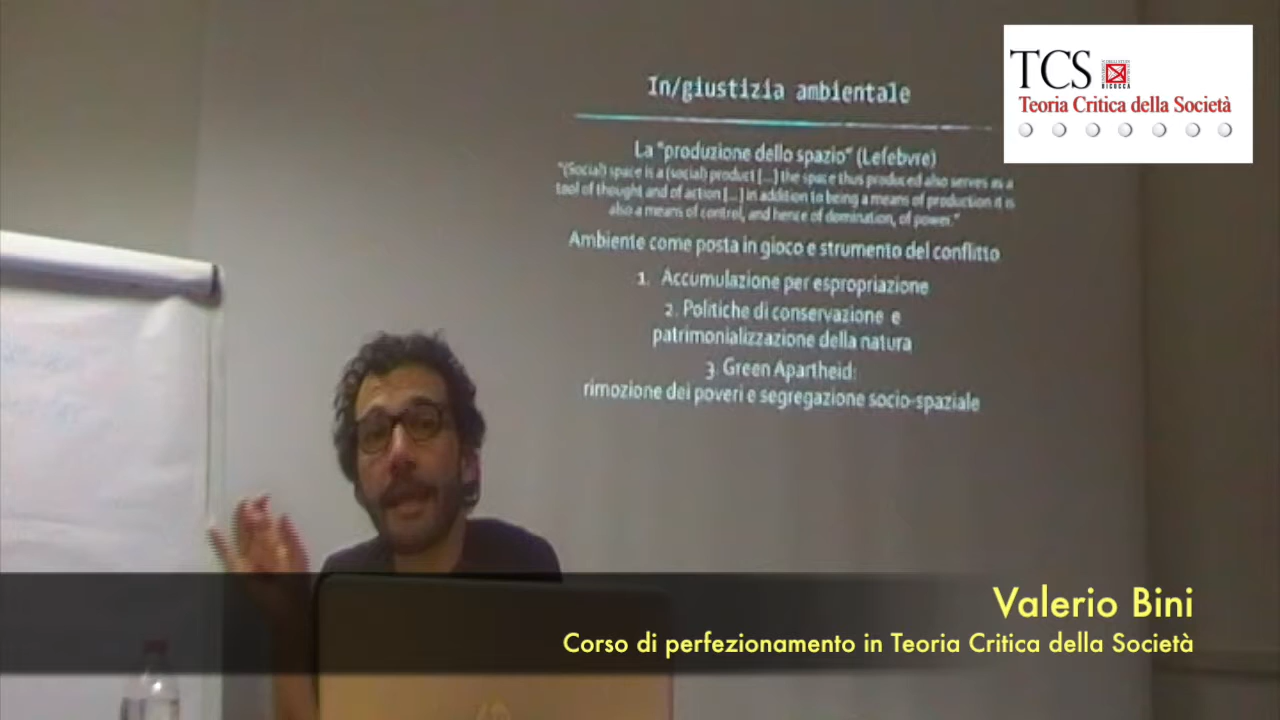 TCS
BICOCCA
Teoria Critica della Società
In/giustizia ambientale
La "produzione dello spazio" (Lefebvre)
"(Social) space is a (social) product [...] the space thus produced also serves as a
tool of thought and of action [...] in addition to being a means of production it is
also a means of control, and hence of domination, of power."
Ambiente come posta in gioco e strumento del conflitto
1. Accumulazione per espropriazione
2. Politiche di conservazione e
patrimonializzazione della natura
3. Green Apartheid:
rimozione dei poveri e segregazione socio-spaziale
Valerio Bini
Corso di perfezionamento in Teoria Critica della Società